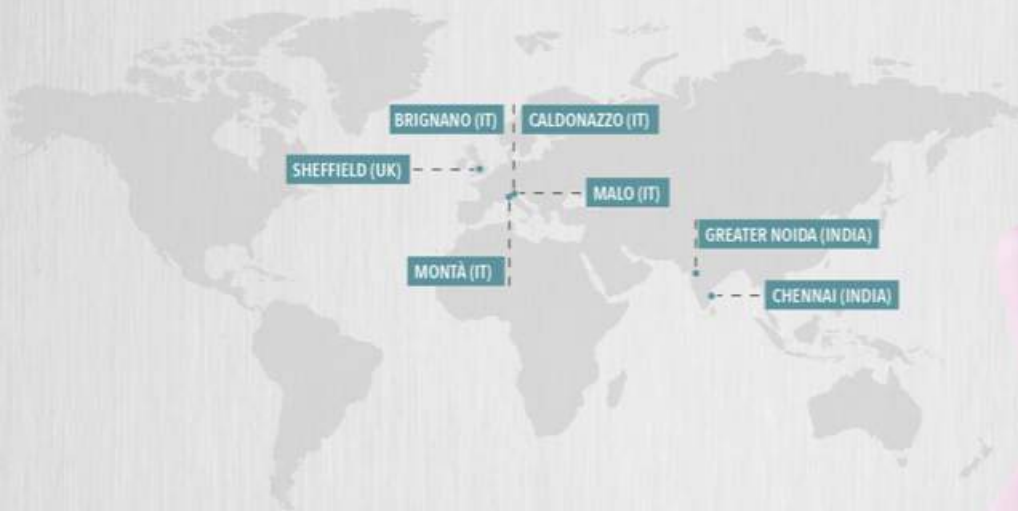 BRIGNANO (IT)
CALDONAZZO (IT)
SHEFFIELD (UK)
MALO (IT)
GREATER NOIDA (INDIA)
MONTÀ (IT)
CHENNAI (INDIA)